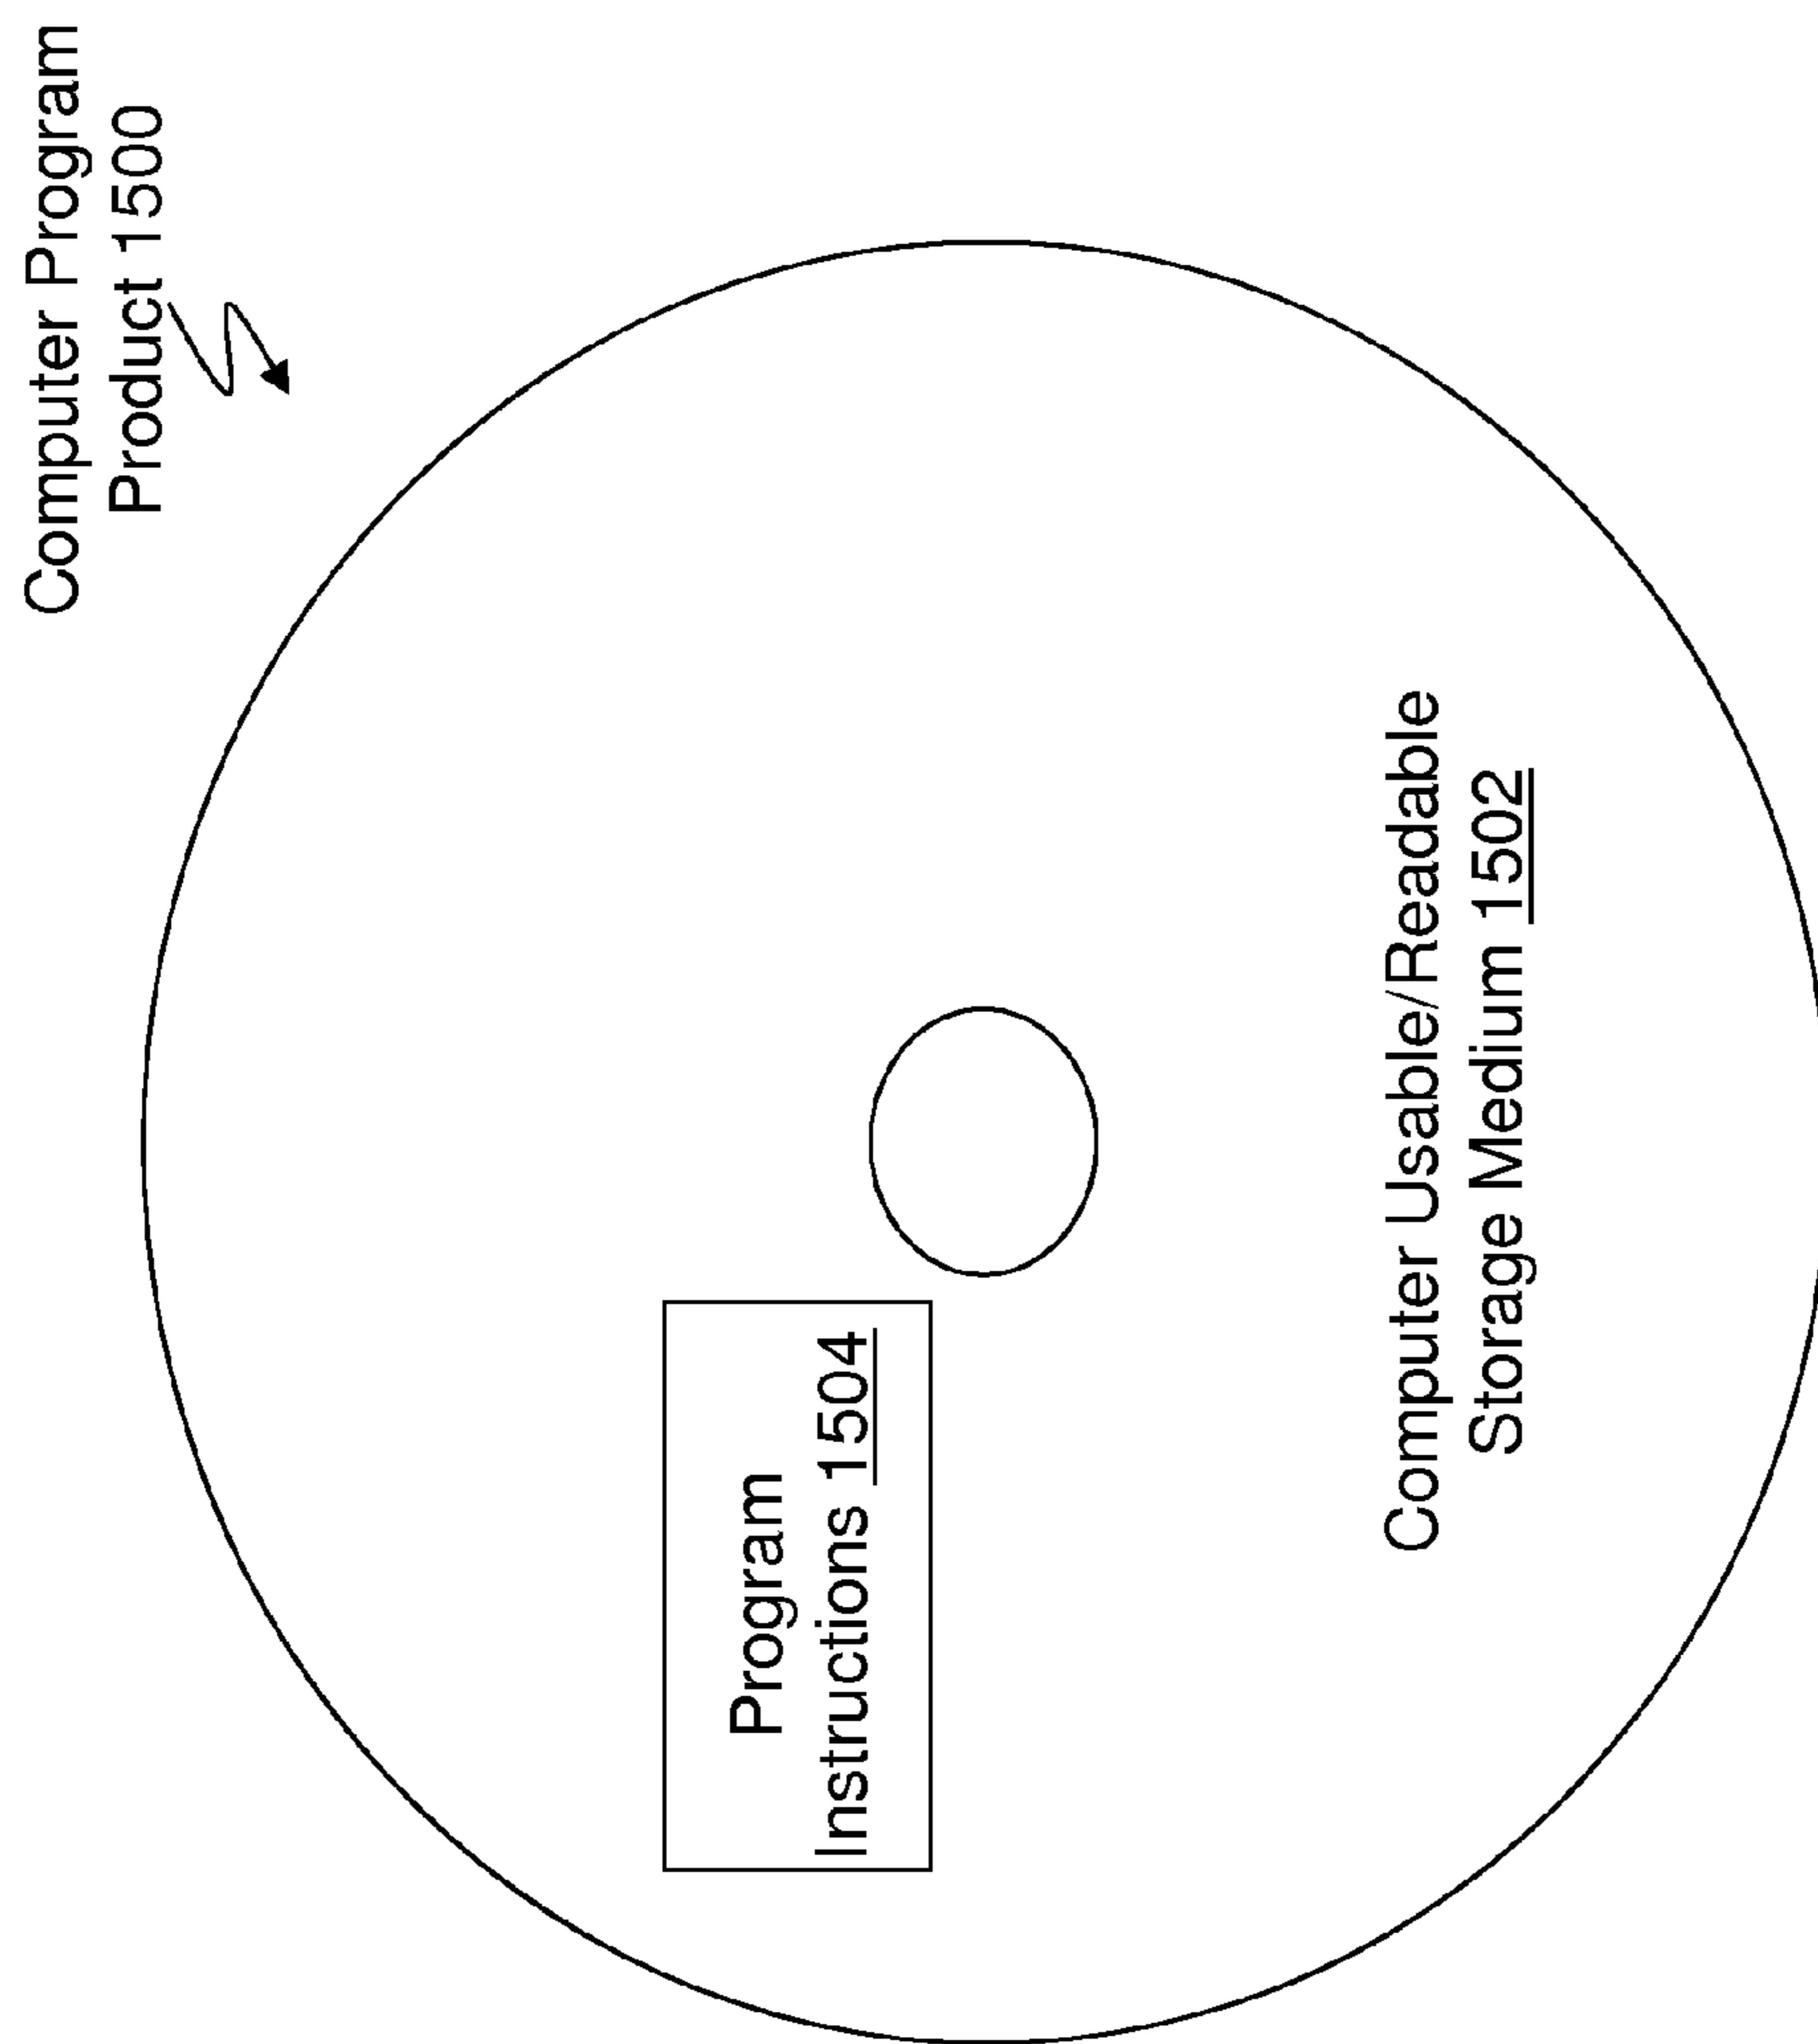 Computer Program
Product 1500
Program
Instructions 1504
Computer Usable/Readable
Storage Medium 1502